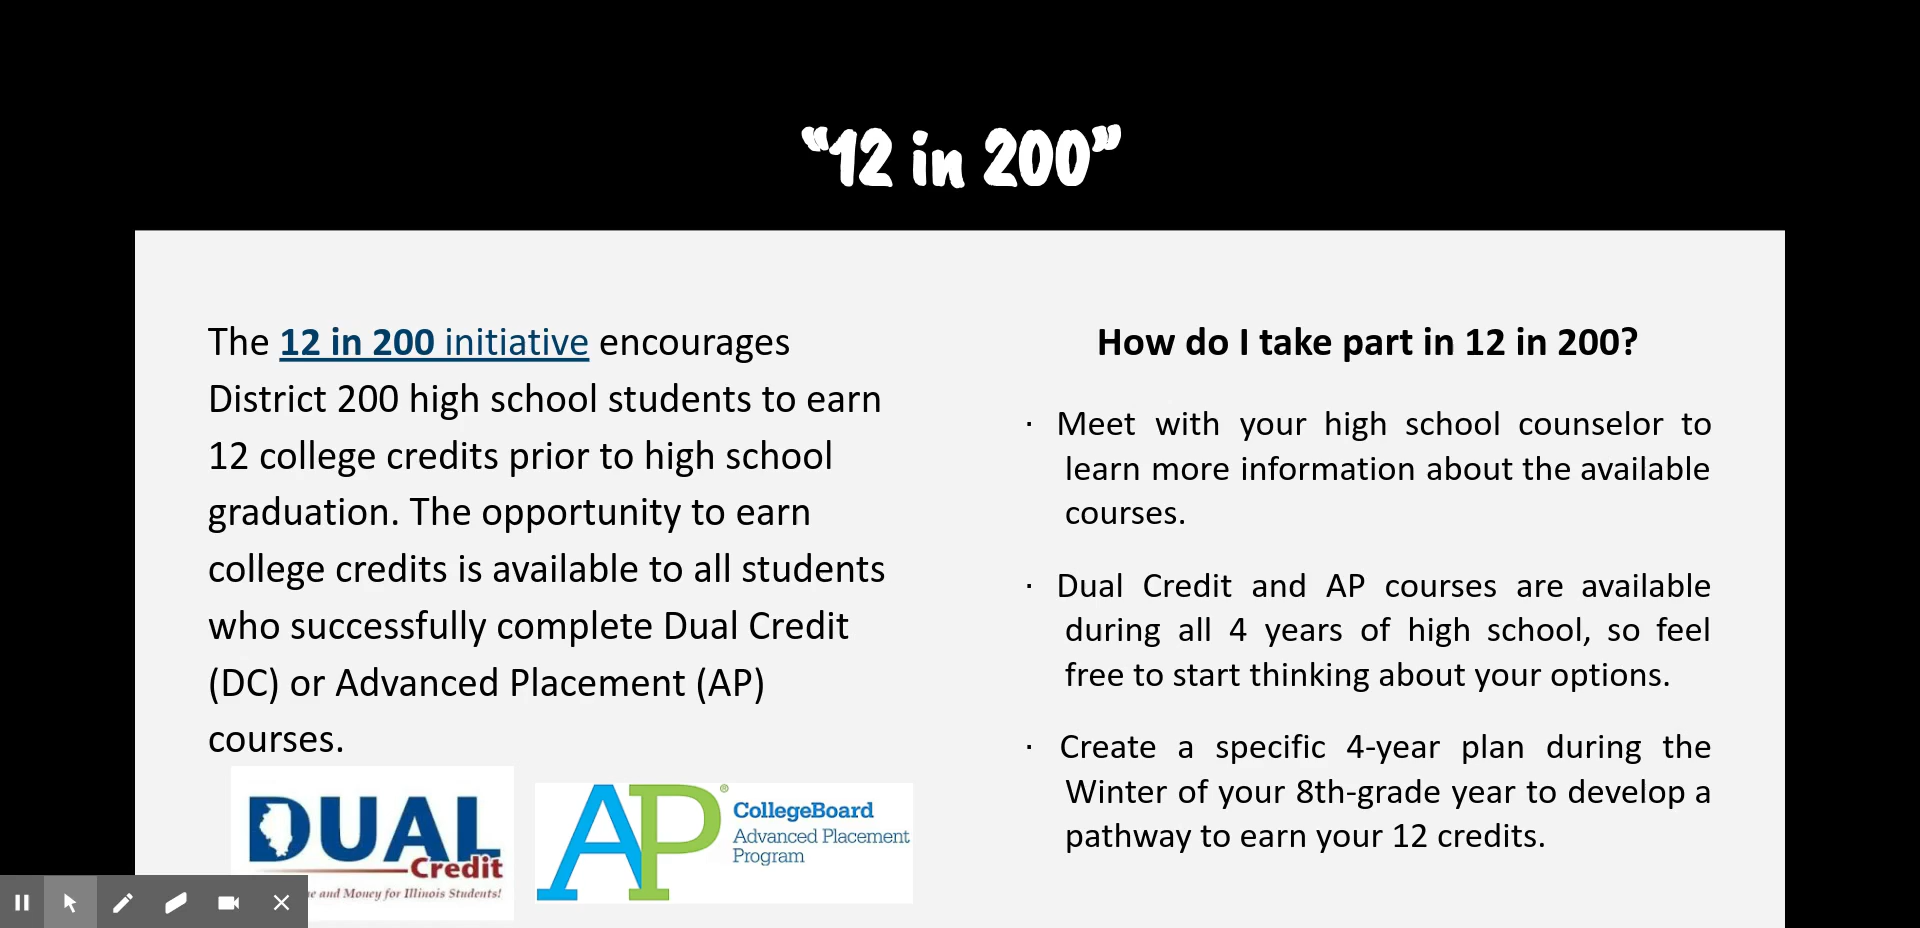 “12 in 200”
The 12 in 200 initiative encourages
District 200 high school students to earn
12 college credits prior to high school
graduation. The opportunity to earn
college credits is available to all students
who successfully complete Dual Credit
(DC) or Advanced Placement (AP)
courses.
DUAL
Credit
and Money for Illinois Students!
AP®
CollegeBoard
Advanced Placement
Program
How do I take part in 12 in 200?
· Meet with your high school counselor to
learn more information about the available
courses.
· Dual Credit and AP courses are available
during all 4 years of high school, so feel
free to start thinking about your options.
· Create a specific 4-year plan during the
Winter of your 8th-grade year to develop a
pathway to earn your 12 credits.